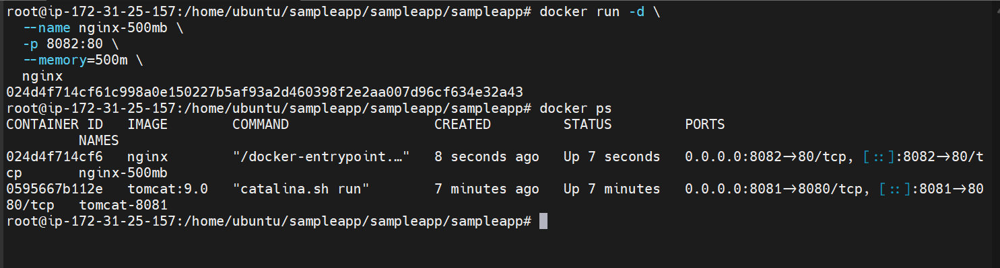 root@ip-172-31-25-157:/home/ubuntu/sampleapp/sampleapp/sampleapp# docker run -d \
  --name nginx-500mb \
  -p 8082:80 \
  --memory=500m \
  nginx
024d4f714cf61c998a0e150227b5af93a2d460398f2e2aa007d96cf634e32a43
root@ip-172-31-25-157:/home/ubuntu/sampleapp/sampleapp/sampleapp# docker ps
CONTAINER ID   IMAGE        COMMAND                  CREATED         STATUS         PORTS
         NAMES
024d4f714cf6   nginx        "/docker-entrypoint.…"   8 seconds ago   Up 7 seconds   0.0.0.0:8082->80/tcp, [::]:8082->80/t
cp       nginx-500mb
0595667b112e   tomcat:9.0   "catalina.sh run"        7 minutes ago   Up 7 minutes   0.0.0.0:8081->8080/tcp, [::]:8081->80
80/tcp   tomcat-8081
root@ip-172-31-25-157:/home/ubuntu/sampleapp/sampleapp/sampleapp#